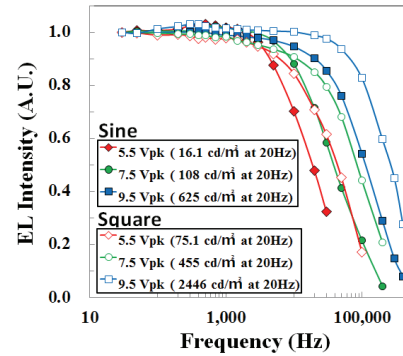 EL Intensity (A.U.)
1.0
0.8
0.6
0.4
0.2
0.0
Sine
5.5 Vpk ( 16.1 cd/㎡ at 20Hz)
7.5 Vpk ( 108 cd/㎡ at 20Hz)
9.5 Vpk ( 625 cd/㎡ at 20Hz)
Square
5.5 Vpk (75.1 cd/㎡ at 20Hz)
7.5 Vpk ( 455 cd/㎡ at 20Hz)
9.5 Vpk ( 2446 cd/㎡ at 20Hz)
10 1,000 100,000
Frequency (Hz)